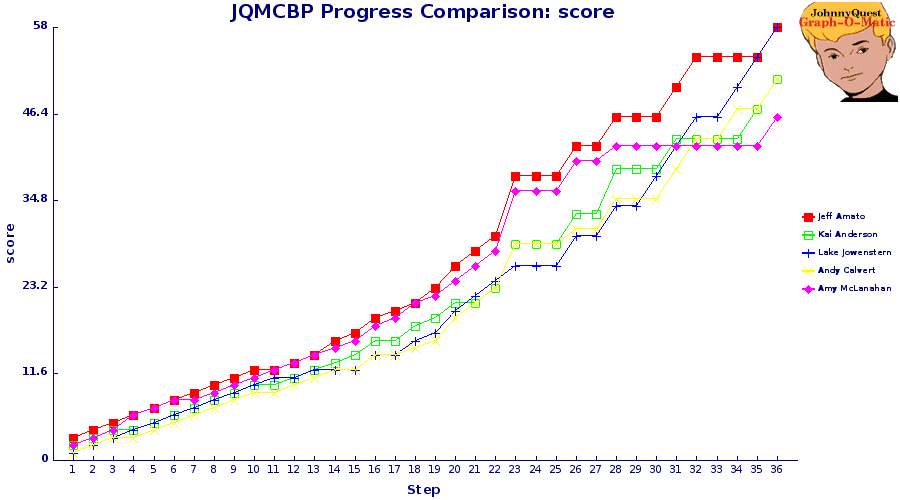 JQMCBP Progress Comparison: score
JohnnyQuest
Graph-O-Matic
58
46.4
34.8
23.2
11.6
0
score
1 2 3 4 5 6 7 8 9 10 11 12 13 14 15 16 17 18 19 20 21 22 23 24 25 26 27 28 29 30 31 32 33 34 35 36
Step
Jeff Amato
Kai Anderson
Lake Jowenstern
Andy Calvert
Amy McLanahan